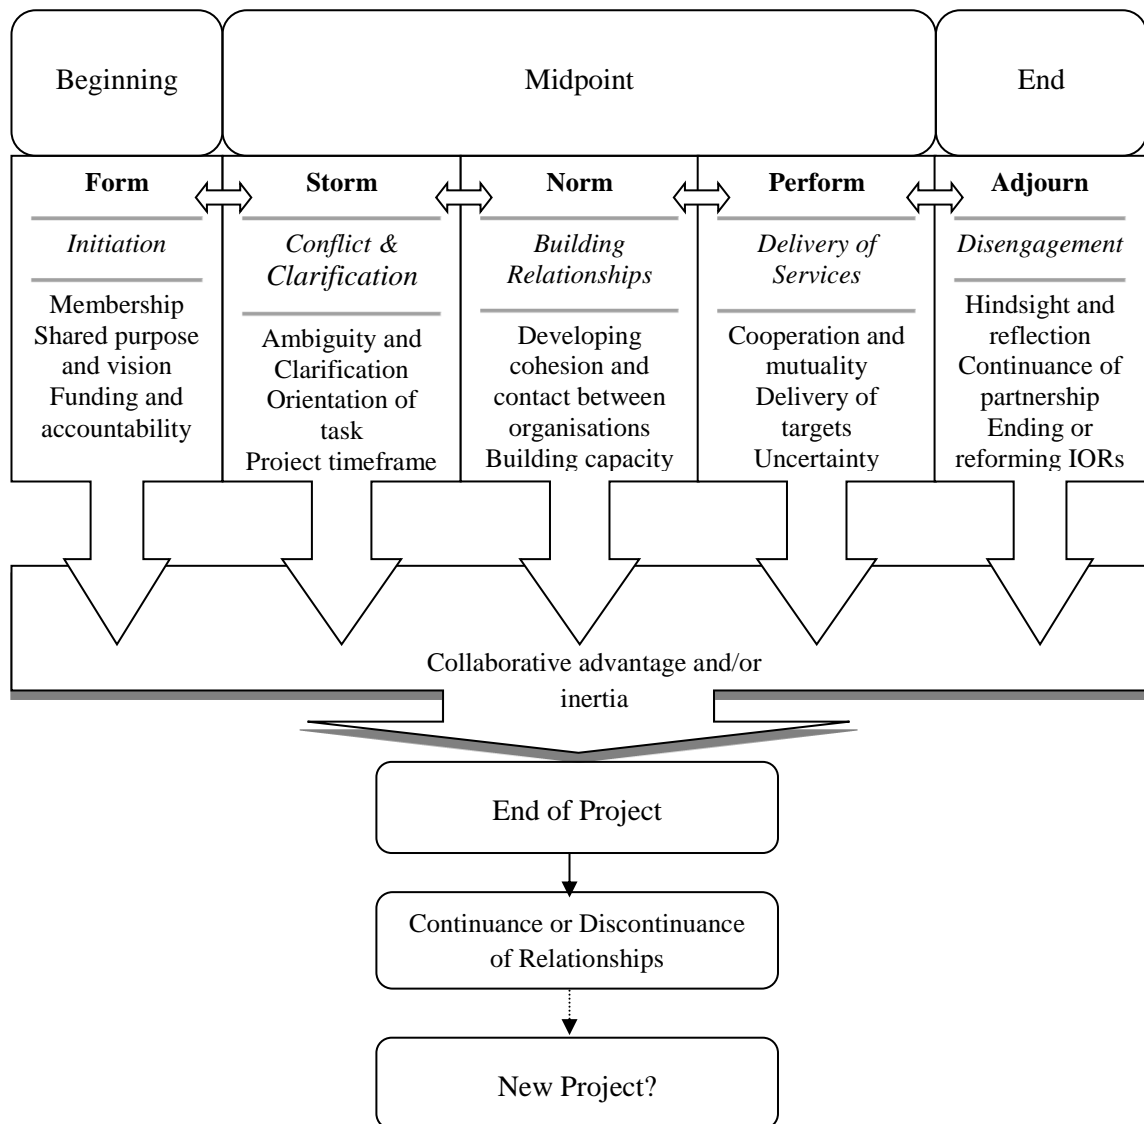 Beginning
Midpoint
End
Form
Initiation
Membership
Shared purpose
and vision
Funding and
accountability
Storm
Conflict &
Clarification
Ambiguity and
Clarification
Orientation of
task
Project timeframe
Norm
Building
Relationships
Developing
cohesion and
contact between
organisations
Building capacity
Perform
Delivery of
Services
Cooperation and
mutuality
Delivery of
targets
Uncertainty
Adjourn
Disengagement
Hindsight and
reflection
Continuance of
partnership
Ending or
reforming IORs
Collaborative advantage and/or
inertia
End of Project
Continuance or Discontinuance
of Relationships
New Project?